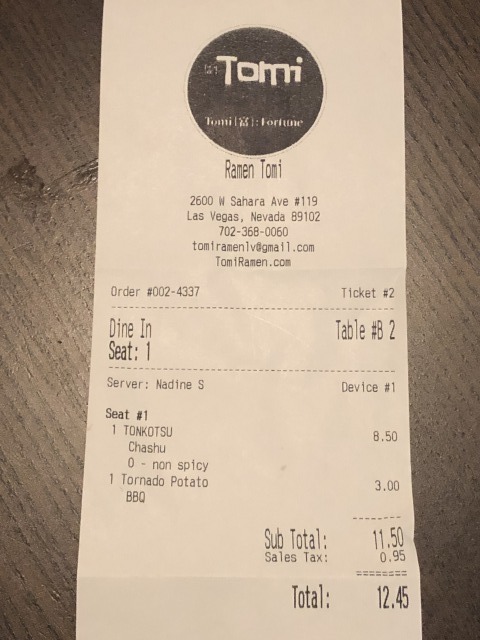 Tomi
Tomi[富]: Fortune
Ramen Tomi
2600 W Sahara Ave #119
Las Vegas, Nevada 89102
702-368-0060
tomiramenlv@gmail.com
TomiRamen.com
Order #002-4337 Ticket #2
Dine In Table #B 2
Seat: 1
Server: Nadine S Device #1
Seat #1
1 TONKOTSU 8.50
Chashu
0 - non spicy
1 Tornado Potato 3.00
BBQ
Sub Total: 11.50
Sales Tax: 0.95
Total: 12.45